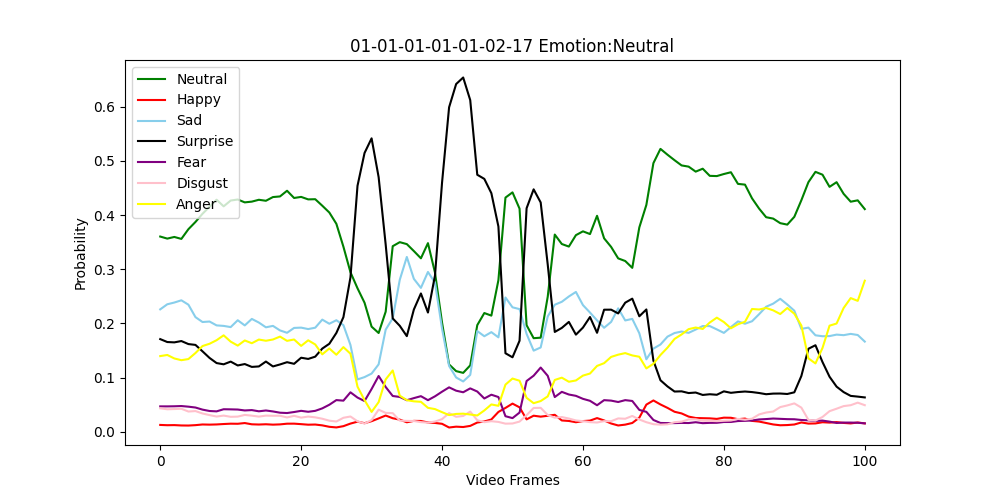 01-01-01-01-01-02-17 Emotion:Neutral
Neutral
Happy
Sad
Surprise
Fear
Disgust
Anger
Probability
0.6
0.5
0.4
0.3
0.2
0.1
0.0
0 20 40 60 80 100
Video Frames